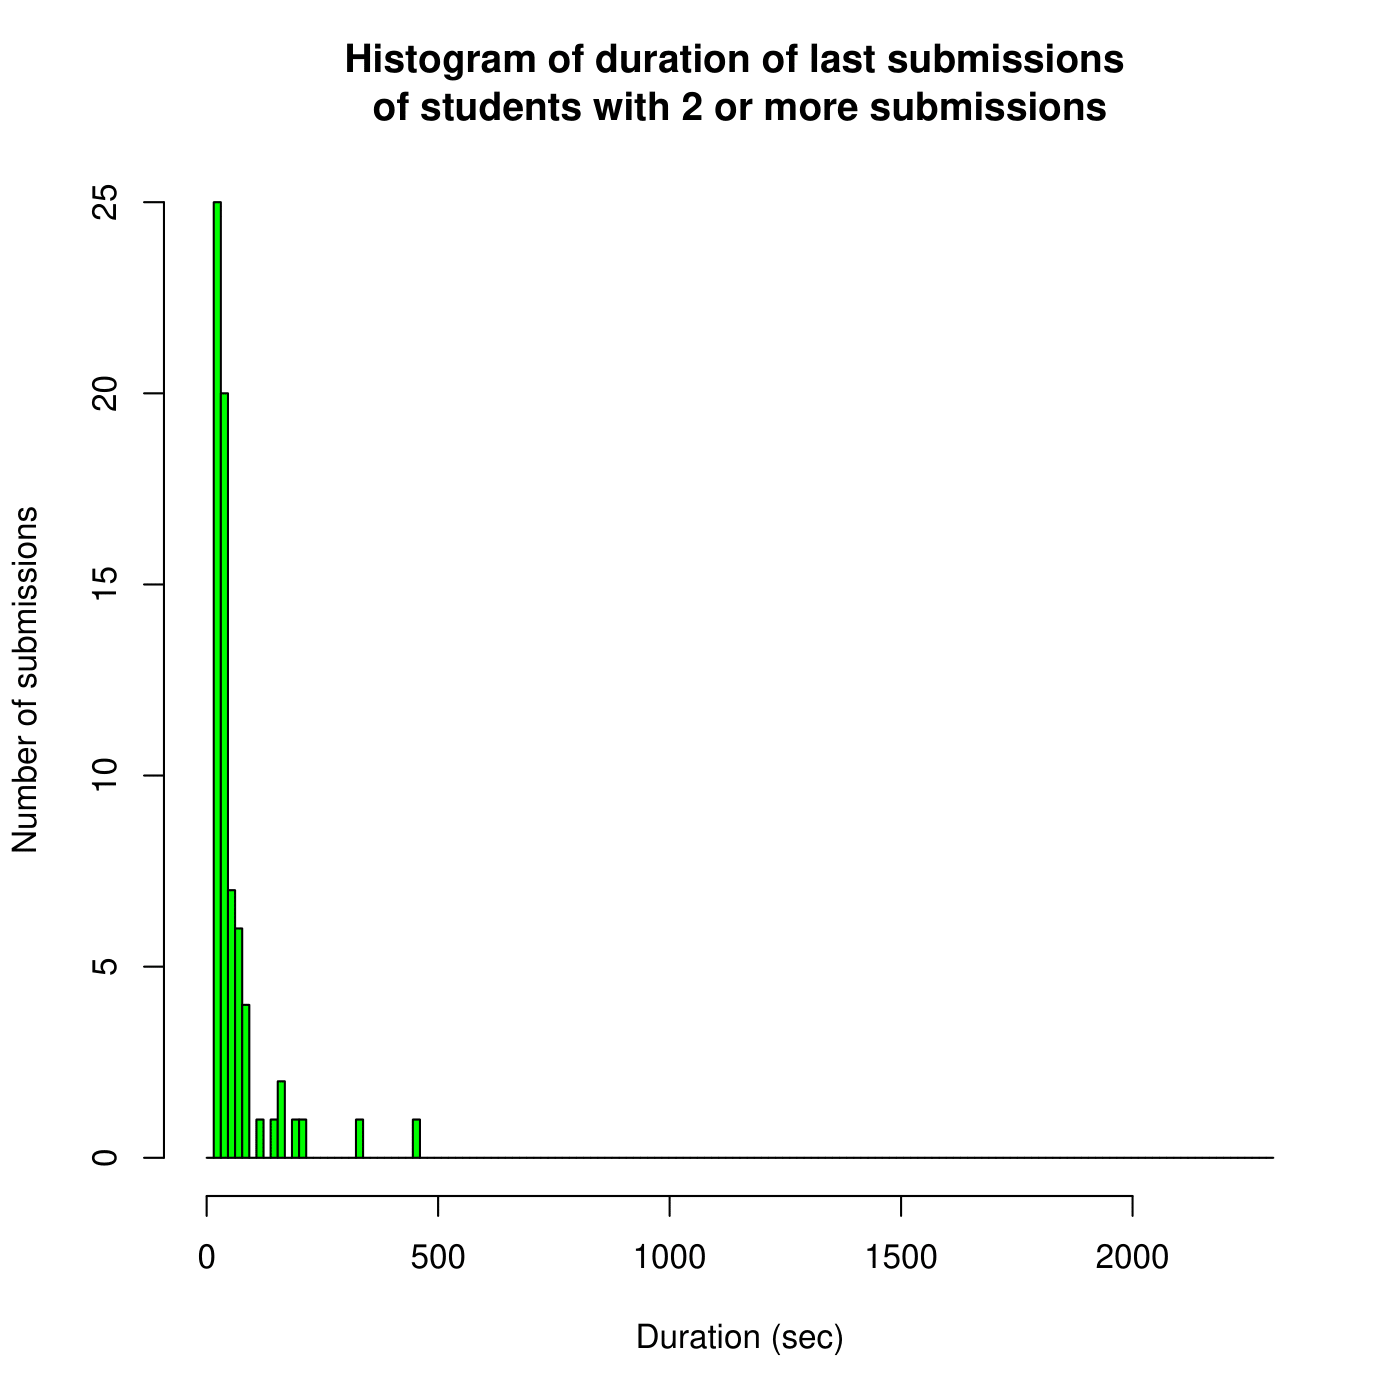 Histogram of duration of last submissions
of students with 2 or more submissions
25
20
15
10
5
0
Number of submissions
0 500 1000 1500 2000
Duration (sec)